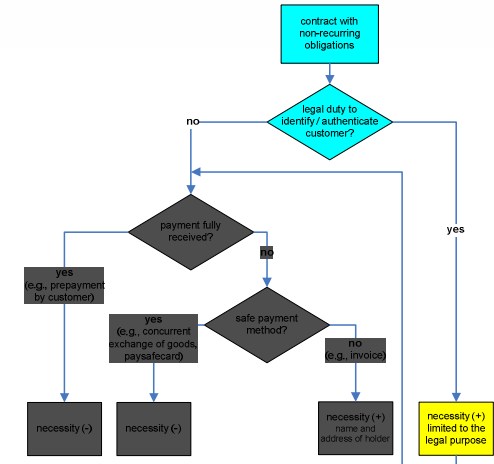 contract with
non-recurring
obligations
legal duty to
identify / authenticate
customer?
no
payment fully
received?
yes
no
yes
(e.g., prepayment
by customer)
safe payment
method?
yes
(e,g., concurrent
exchange of goods,
paysafecard)
no
(e.g., invoice)
necessity (-)
necessity (-)
necessity (+)
name and
address of holder
necessity (+)
limited to the
legal purpose